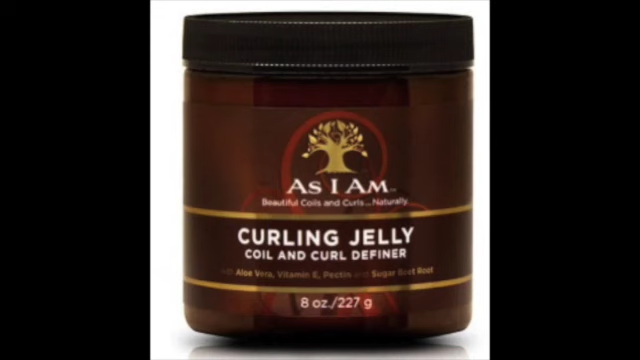 AS I AM™
Beautiful Coils and Curls...Naturally
CURLING JELLY
COIL AND CURL DEFINER
with Aloe Vera, Vitamin E, Pectin and Sugar Beet Root
8 oz./227 g